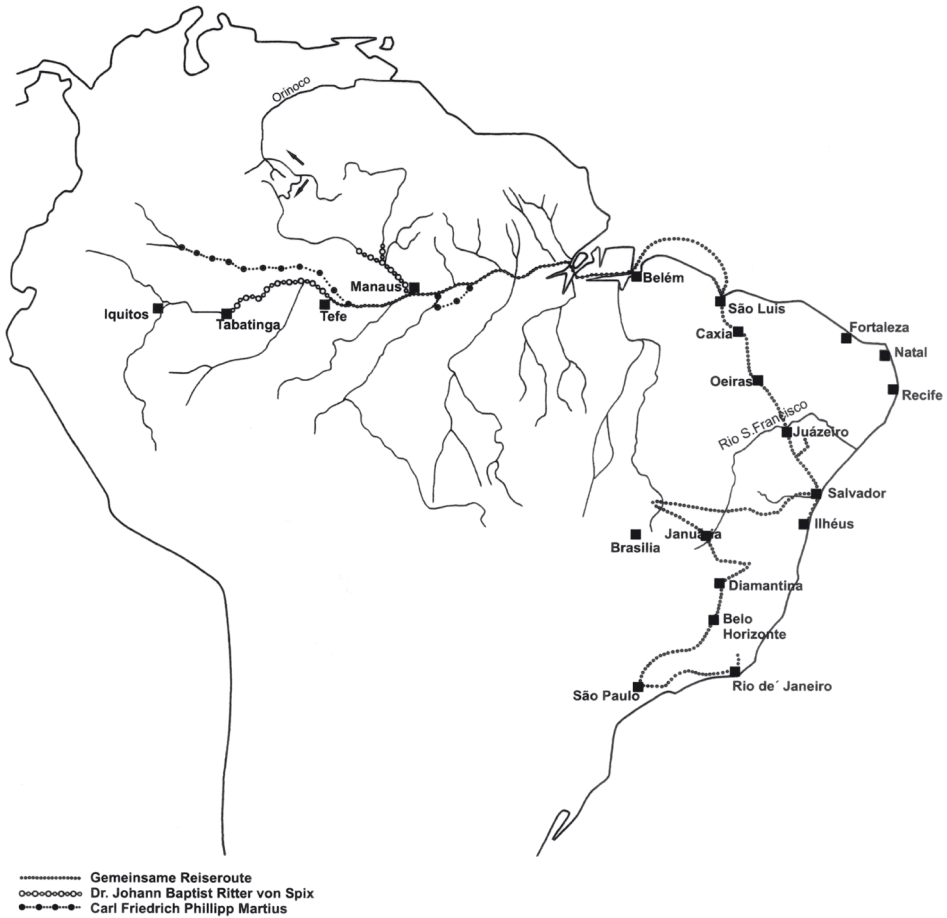 Orinoco
Manaus
Belém
Iquitos
Tabatinga
Tefe
São Luis
Caxia
Fortaleza
Natal
Oeiras
Recife
Rio S.Francisco
Juázeiro
Salvador
Ilhéus
Januária
Brasilia
Diamantina
Belo
Horizonte
São Paulo
Rio de´ Janeiro
Gemeinsame Reiseroute
Dr. Johann Baptist Ritter von Spix
Carl Friedrich Phillipp Martius